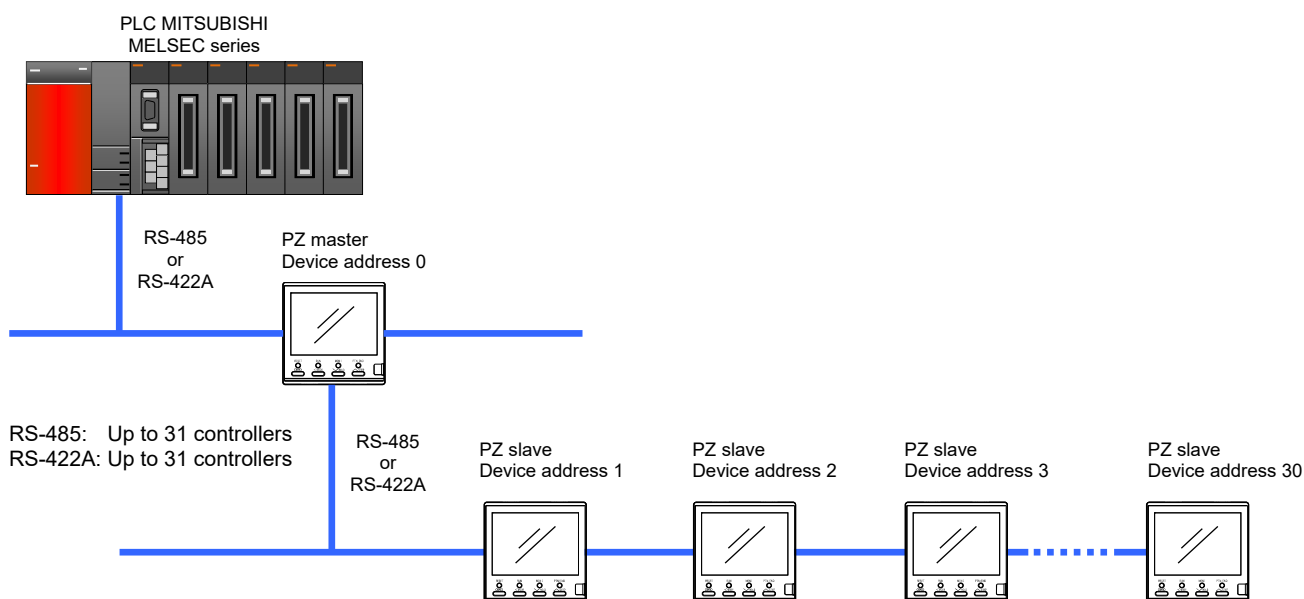 PLC MITSUBISHI
MELSEC series
RS-485
or
RS-422A
PZ master
Device address 0
RS-485: Up to 31 controllers
RS-422A: Up to 31 controllers
RS-485
or
RS-422A
PZ slave
Device address 1
PZ slave
Device address 2
PZ slave
Device address 3
PZ slave
Device address 30